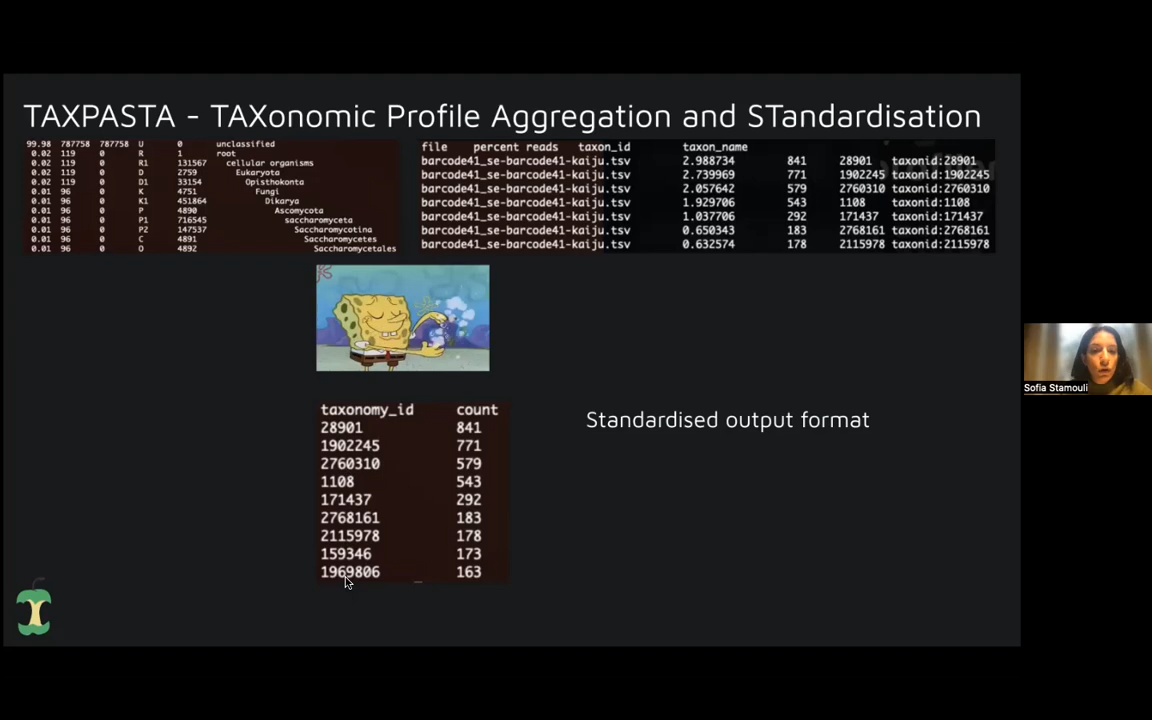 TAXPASTA - TAXonomic Profile Aggregation and STandardisation
99.98 787758 787758 U 0 unclassified
0.02 119 0 R 1 root
0.02 119 0 R1 131567 cellular organisms
0.02 119 0 D 2759 Eukaryota
0.02 119 0 D1 33154 Opisthokonta
0.01 96 0 K 4751 Fungi
0.01 96 0 K1 451864 Dikarya
0.01 96 0 P 4890 Ascomycota
0.01 96 0 P1 716545 saccharomyceta
0.01 96 0 P2 147537 Saccharomycotina
0.01 96 0 C 4891 Saccharomycetes
0.01 96 0 O 4892 Saccharomycetales
file percent reads taxon_id taxon_name
barcode41_se-barcode41-kaiju.tsv 2.988734 841 28901 taxonid:28901
barcode41_se-barcode41-kaiju.tsv 2.739969 771 1902245 taxonid:1902245
barcode41_se-barcode41-kaiju.tsv 2.057642 579 2760310 taxonid:2760310
barcode41_se-barcode41-kaiju.tsv 1.929706 543 1108 taxonid:1108
barcode41_se-barcode41-kaiju.tsv 1.037706 292 171437 taxonid:171437
barcode41_se-barcode41-kaiju.tsv 0.650343 183 2768161 taxonid:2768161
barcode41_se-barcode41-kaiju.tsv 0.632574 178 2115978 taxonid:2115978
taxonomy_id count
28901 841
1902245 771
2760310 579
1108 543
171437 292
2768161 183
2115978 178
159346 173
1969806 163
Standardised output format
Sofia Stamouli